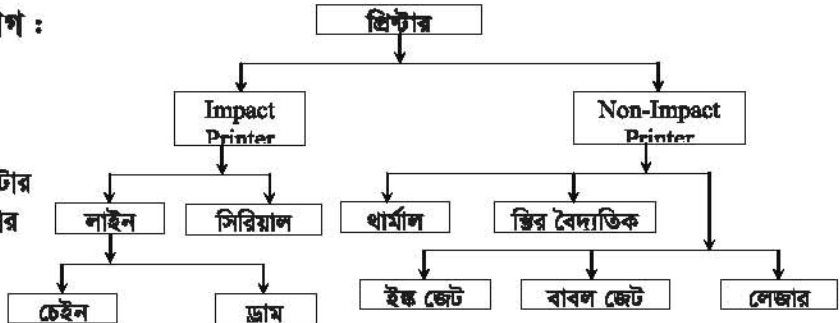 াগ :
প্রিন্টার
Impact
Printer
Non-Impact
Printer
টার
ার
লাইন
সিরিয়াল
থার্মাল
স্থির বৈদ্যুতিক
চেইন
ড্রাম
ইঙ্ক জেট
বাবল জেট
লেজার